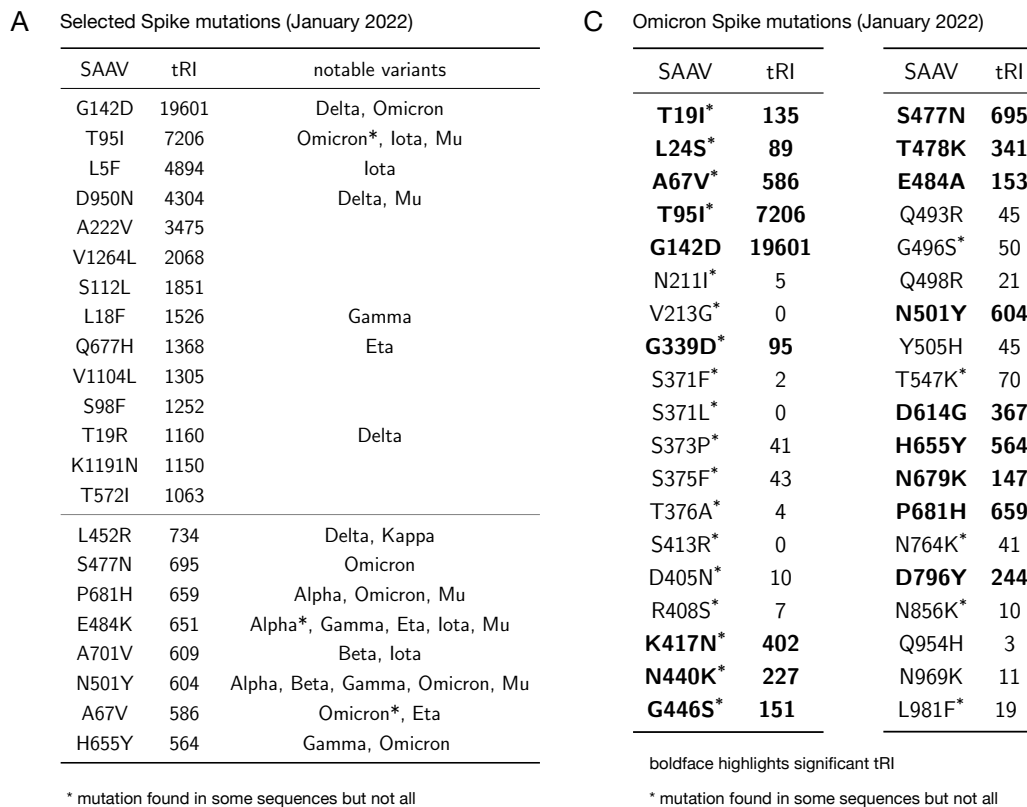 A Selected Spike mutations (January 2022)
SAAV tRI notable variants
G142D 19601 Delta, Omicron
T95I 7206 Omicron*, Iota, Mu
L5F 4894 Iota
D950N 4304 Delta, Mu
A222V 3475
V1264L 2068
S112L 1851
L18F 1526 Gamma
Q677H 1368 Eta
V1104L 1305
S98F 1252
T19R 1160 Delta
K1191N 1150
T572I 1063
L452R 734 Delta, Kappa
S477N 695 Omicron
P681H 659 Alpha, Omicron, Mu
E484K 651 Alpha*, Gamma, Eta, Iota, Mu
A701V 609 Beta, Iota
N501Y 604 Alpha, Beta, Gamma, Omicron, Mu
A67V 586 Omicron*, Eta
H655Y 564 Gamma, Omicron
* mutation found in some sequences but not all
C Omicron Spike mutations (January 2022)
SAAV tRI
T19I* 135
L24S* 89
A67V* 586
T95I* 7206
G142D 19601
N211I* 5
V213G* 0
G339D* 95
S371F* 2
S371L* 0
S373P* 41
S375F* 43
T376A* 4
S413R* 0
D405N* 10
R408S* 7
K417N* 402
N440K* 227
G446S* 151
SAAV tRI
S477N 695
T478K 341
E484A 153
Q493R 45
G496S* 50
Q498R 21
N501Y 604
Y505H 45
T547K* 70
D614G 367
H655Y 564
N679K 147
P681H 659
N764K* 41
D796Y 244
N856K* 10
Q954H 3
N969K 11
L981F* 19
boldface highlights significant tRI
* mutation found in some sequences but not all